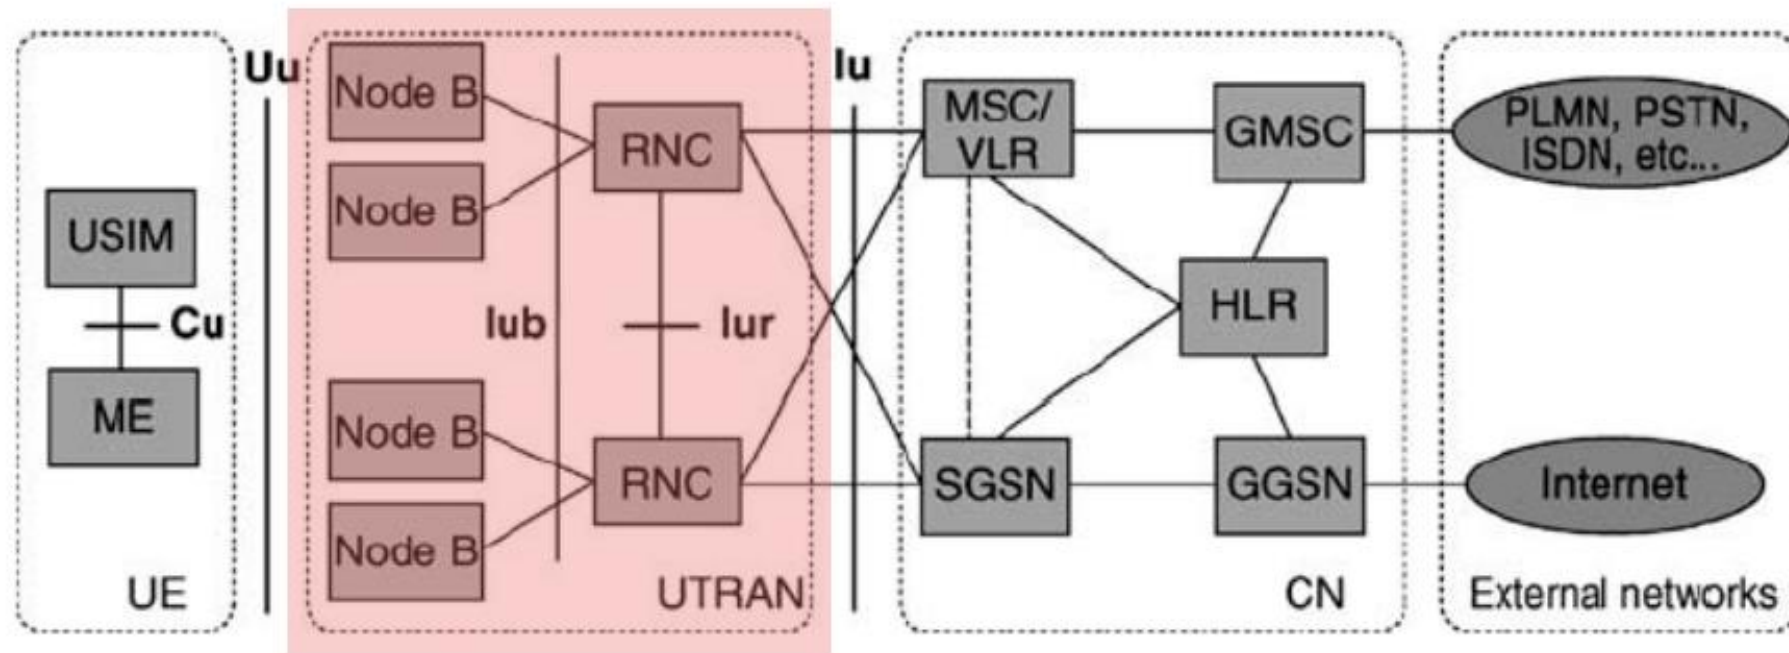 Uu
Iu
Node B
Node B
RNC
MSC/
VLR
GMSC
PLMN, PSTN,
ISDN, etc...
USIM
Cu
ME
Iub
Iur
HLR
Node B
Node B
RNC
SGSN
GGSN
Internet
UE
UTRAN
CN
External networks